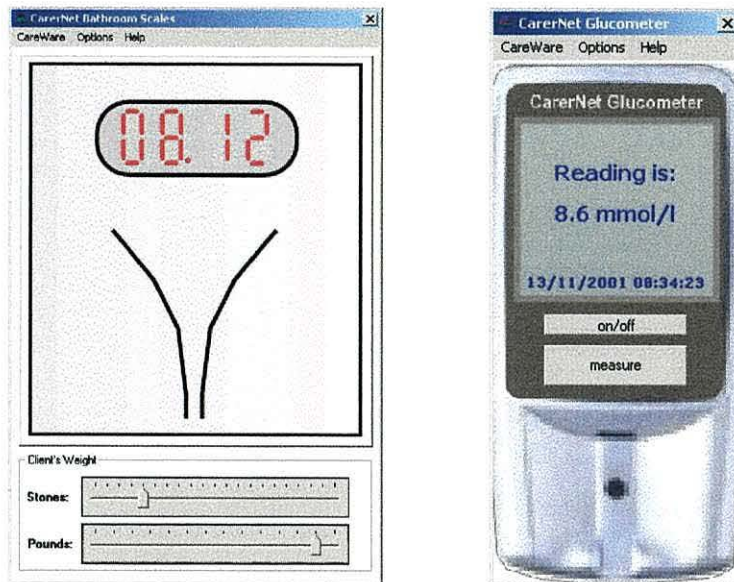 CarerNet Bathroom Scales
CareWare Options Help
08.12
Client's Weight
Stones:
Pounds:
CarerNet Glucometer
CareWare Options Help
CarerNet Glucometer
Reading is:
8.6 mmol/l
13/11/2001 08:34:23
on/off
measure